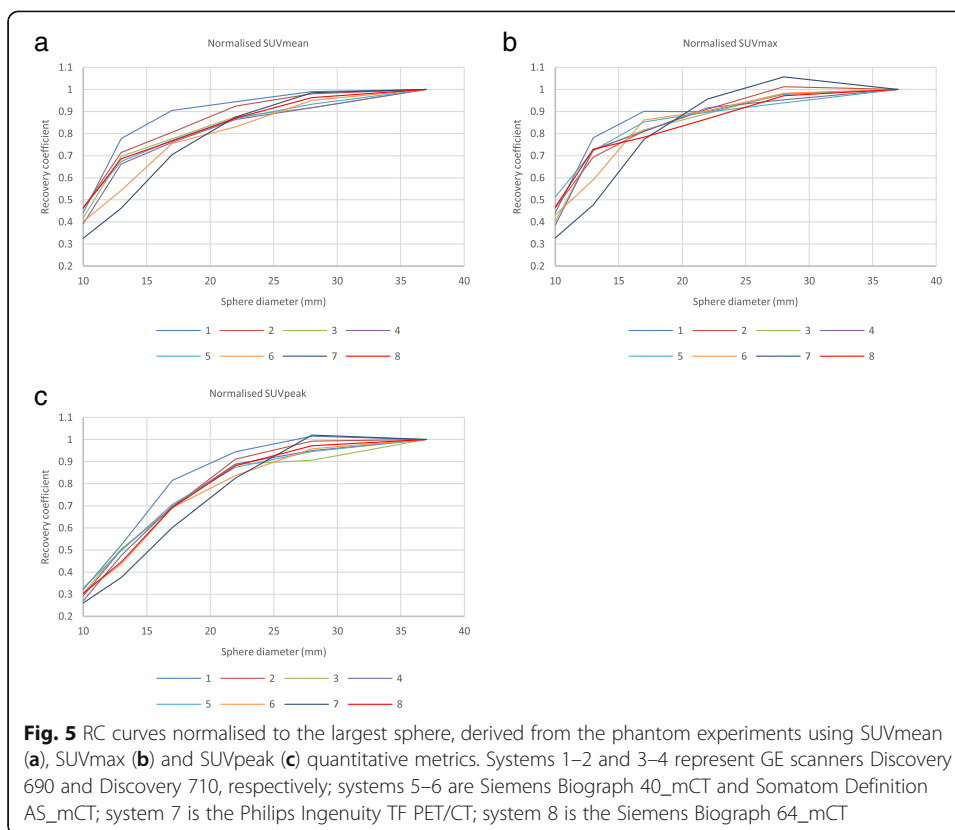 a
Normalised SUVmean
1.1
1
0.9
0.8
0.7
0.6
0.5
0.4
0.3
0.2
Recovery coefficient
10 15 20 25 30 35 40
Sphere diameter (mm)
1 2 3 4
5 6 7 8
b
Normalised SUVmax
1.1
1
0.9
0.8
0.7
0.6
0.5
0.4
0.3
0.2
Recovery coefficient
10 15 20 25 30 35 40
Sphere diameter (mm)
1 2 3 4
5 6 7 8
c
Normalised SUVpeak
1.1
1
0.9
0.8
0.7
0.6
0.5
0.4
0.3
0.2
Recovery coefficient
10 15 20 25 30 35 40
Sphere diameter (mm)
1 2 3 4
5 6 7 8
Fig. 5 RC curves normalised to the largest sphere, derived from the phantom experiments using SUVmean
(a), SUVmax (b) and SUVpeak (c) quantitative metrics. Systems 1–2 and 3–4 represent GE scanners Discovery
690 and Discovery 710, respectively; systems 5–6 are Siemens Biograph 40_mCT and Somatom Definition
AS_mCT; system 7 is the Philips Ingenuity TF PET/CT; system 8 is the Siemens Biograph 64_mCT